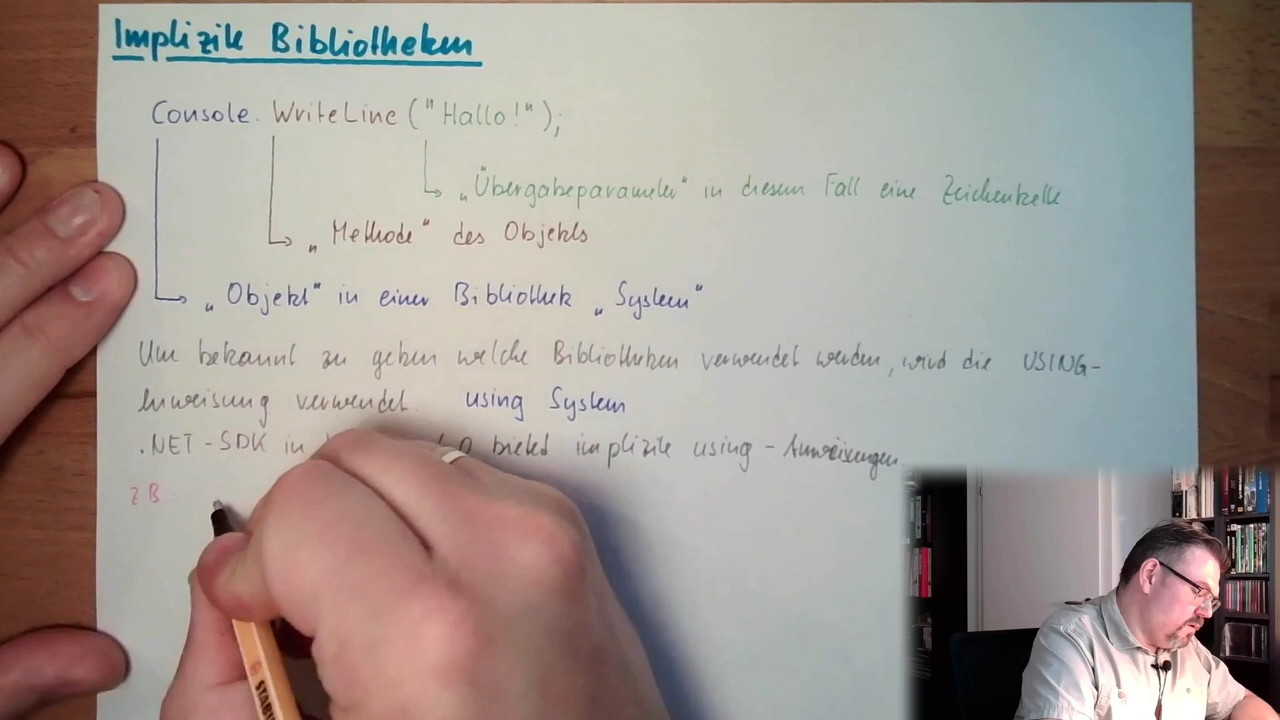 Implizite Bibliotheken
Console. WriteLine ("Hallo!");
„Übergabeparameter" in diesem Fall eine Zeichenkette
„Methode" des Objekts
„Objekt" in einer Bibliothek „System"
Um bekannt zu geben welche Bibliotheken verwendet werden, wird die USING-
Anweisung verwendet. using System
.NET-SDK in bietet implizite using - Anweisungen.
z B.
STABILO